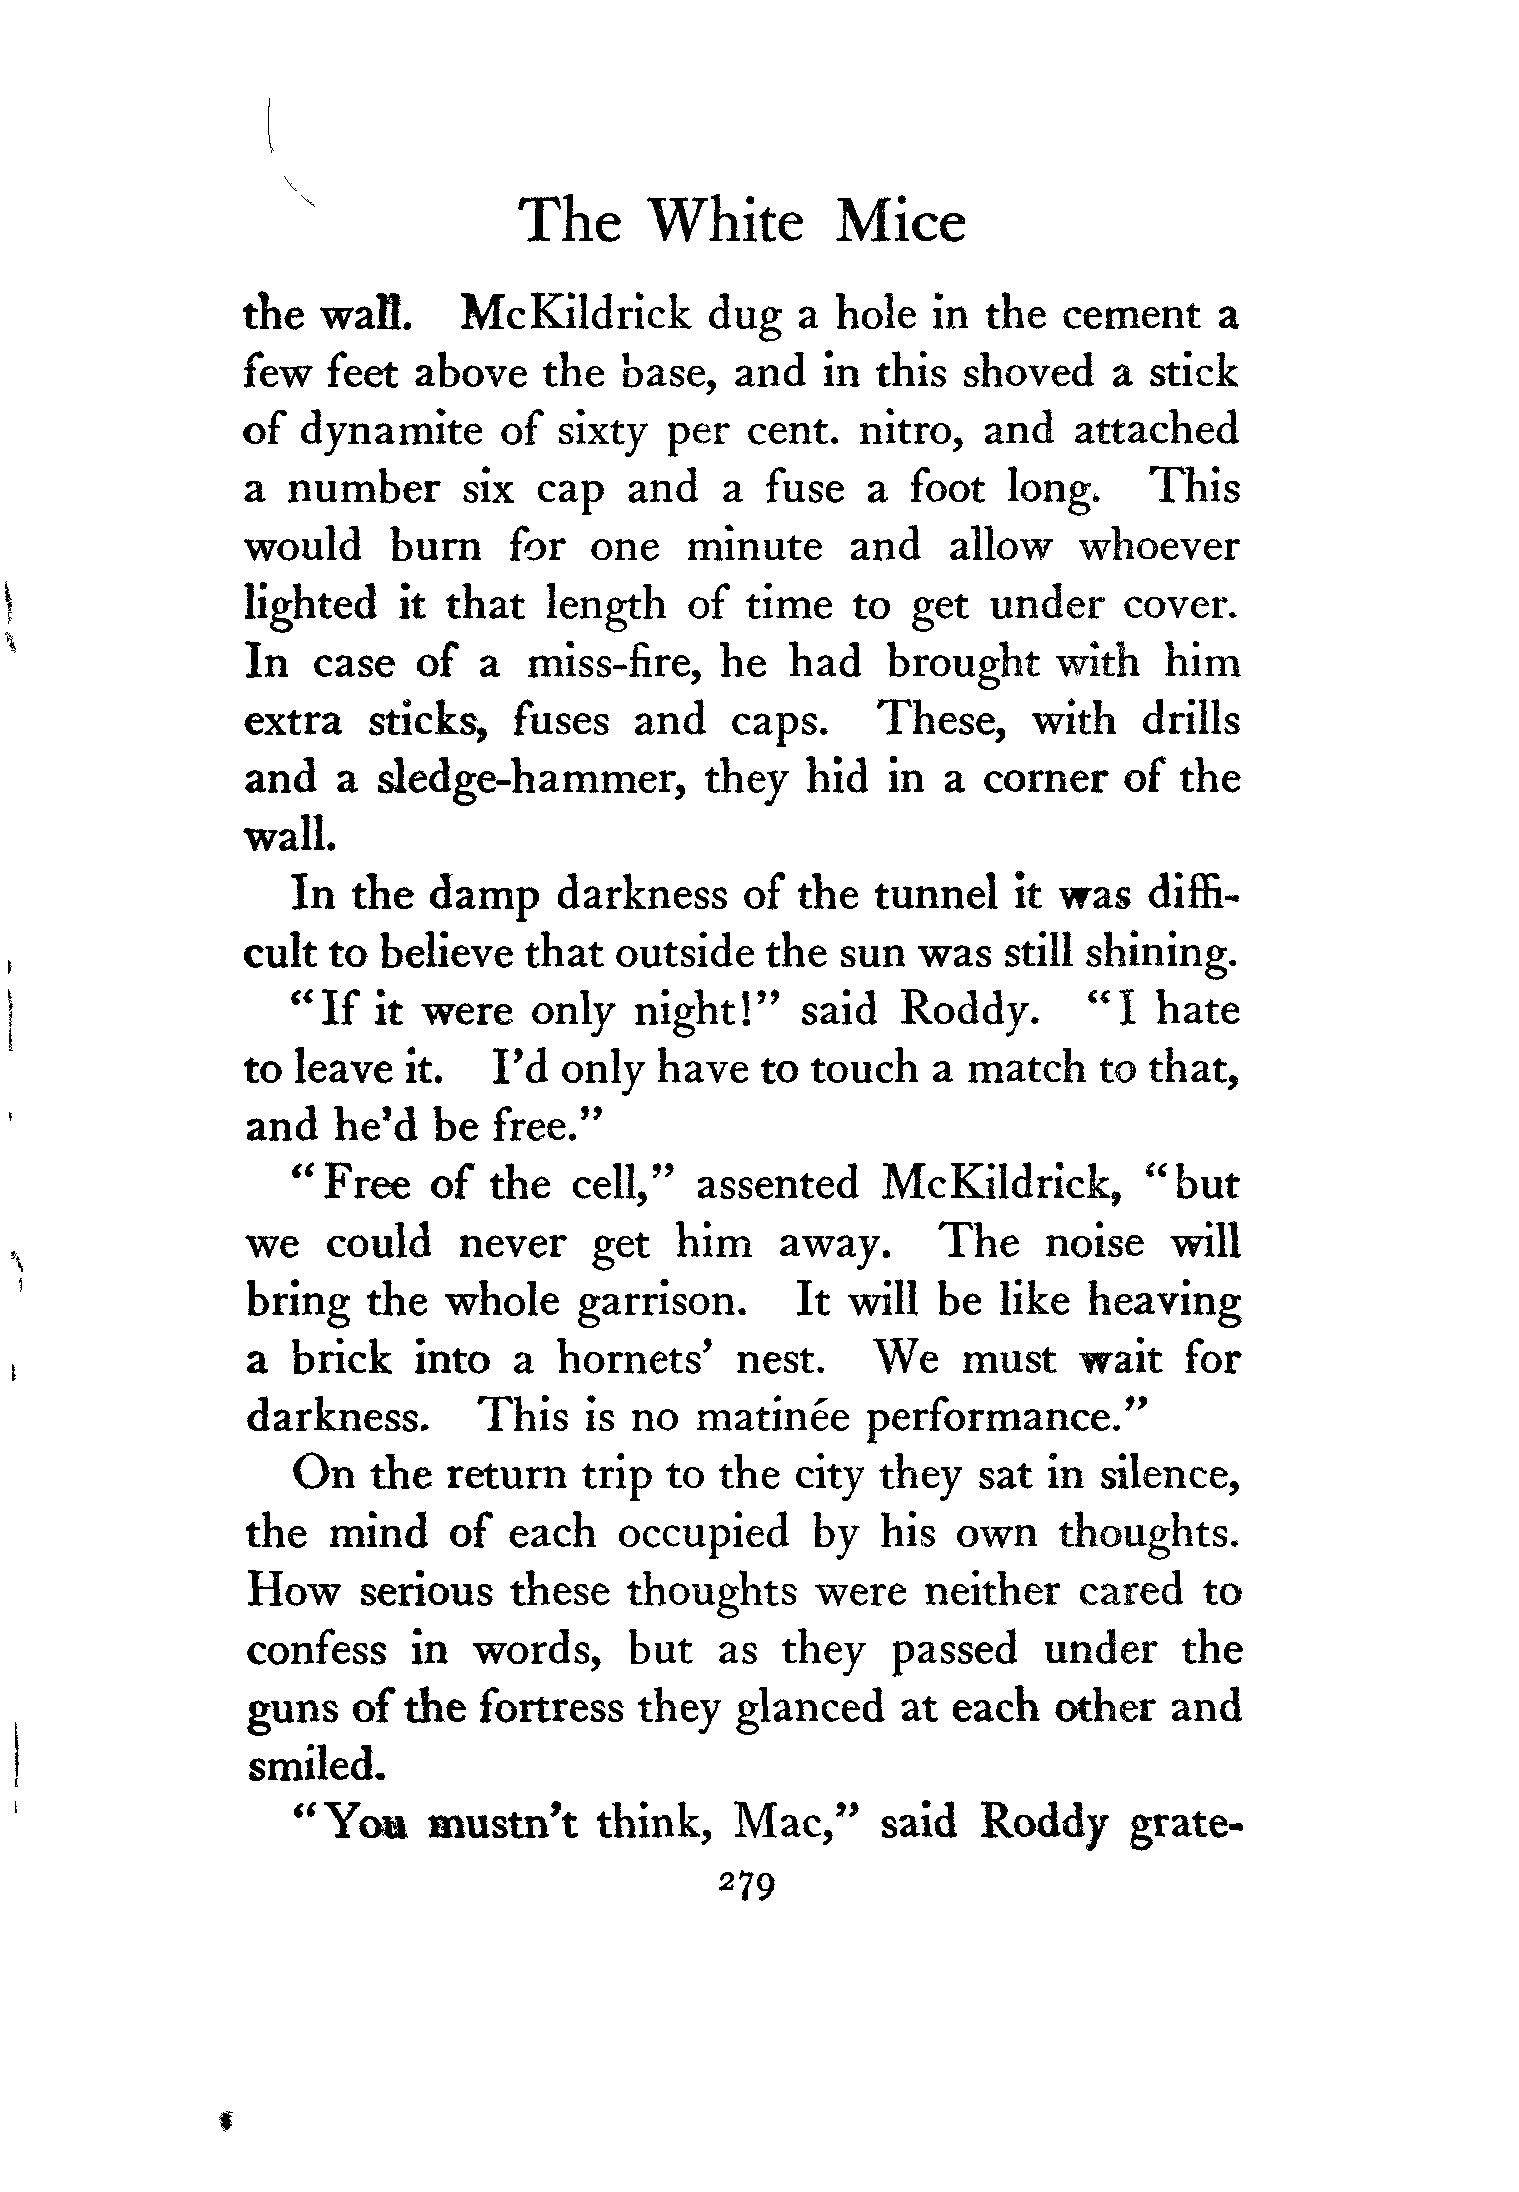 The White Mice
the wall. McKildrick dug a hole in the cement a
few feet above the base, and in this shoved a stick
of dynamite of sixty per cent. nitro, and attached
a number six cap and a fuse a foot long. This
would burn for one minute and allow whoever
lighted it that length of time to get under cover.
In case of a miss-fire, he had brought with him
extra sticks, fuses and caps. These, with drills
and a sledge-hammer, they hid in a corner of the
wall.
In the damp darkness of the tunnel it was diffi-
cult to believe that outside the sun was still shining.
“If it were only night!” said Roddy. “I hate
to leave it. I’d only have to touch a match to that,
and he’d be free.”
“Free of the cell,” assented McKildrick, “but
we could never get him away. The noise will
bring the whole garrison. It will be like heaving
a brick into a hornets’ nest. We must wait for
darkness. This is no matinée performance.”
On the return trip to the city they sat in silence,
the mind of each occupied by his own thoughts.
How serious these thoughts were neither cared to
confess in words, but as they passed under the
guns of the fortress they glanced at each other and
smiled.
“You mustn’t think, Mac,” said Roddy grate-
279